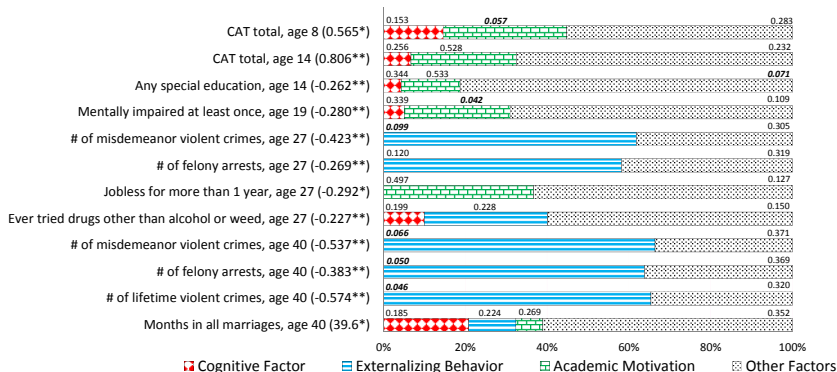 0.153 0.057 0.283
CAT total, age 8 (0.565*)
0.256 0.528 0.232
CAT total, age 14 (0.806**)
0.344 0.533 0.071
Any special education, age 14 (-0.262**)
0.339 0.042 0.109
Mentally impaired at least once, age 19 (-0.280**)
0.099 0.305
# of misdemeanor violent crimes, age 27 (-0.423**)
0.120 0.319
# of felony arrests, age 27 (-0.269**)
0.497 0.127
Jobless for more than 1 year, age 27 (-0.292*)
0.199 0.228 0.150
Ever tried drugs other than alcohol or weed, age 27 (-0.227**)
0.066 0.371
# of misdemeanor violent crimes, age 40 (-0.537**)
0.050 0.369
# of felony arrests, age 40 (-0.383**)
0.046 0.320
# of lifetime violent crimes, age 40 (-0.574**)
0.185 0.224 0.269 0.352
Months in all marriages, age 40 (39.6*)
0% 20% 40% 60% 80% 100%
Cognitive Factor Externalizing Behavior Academic Motivation Other Factors